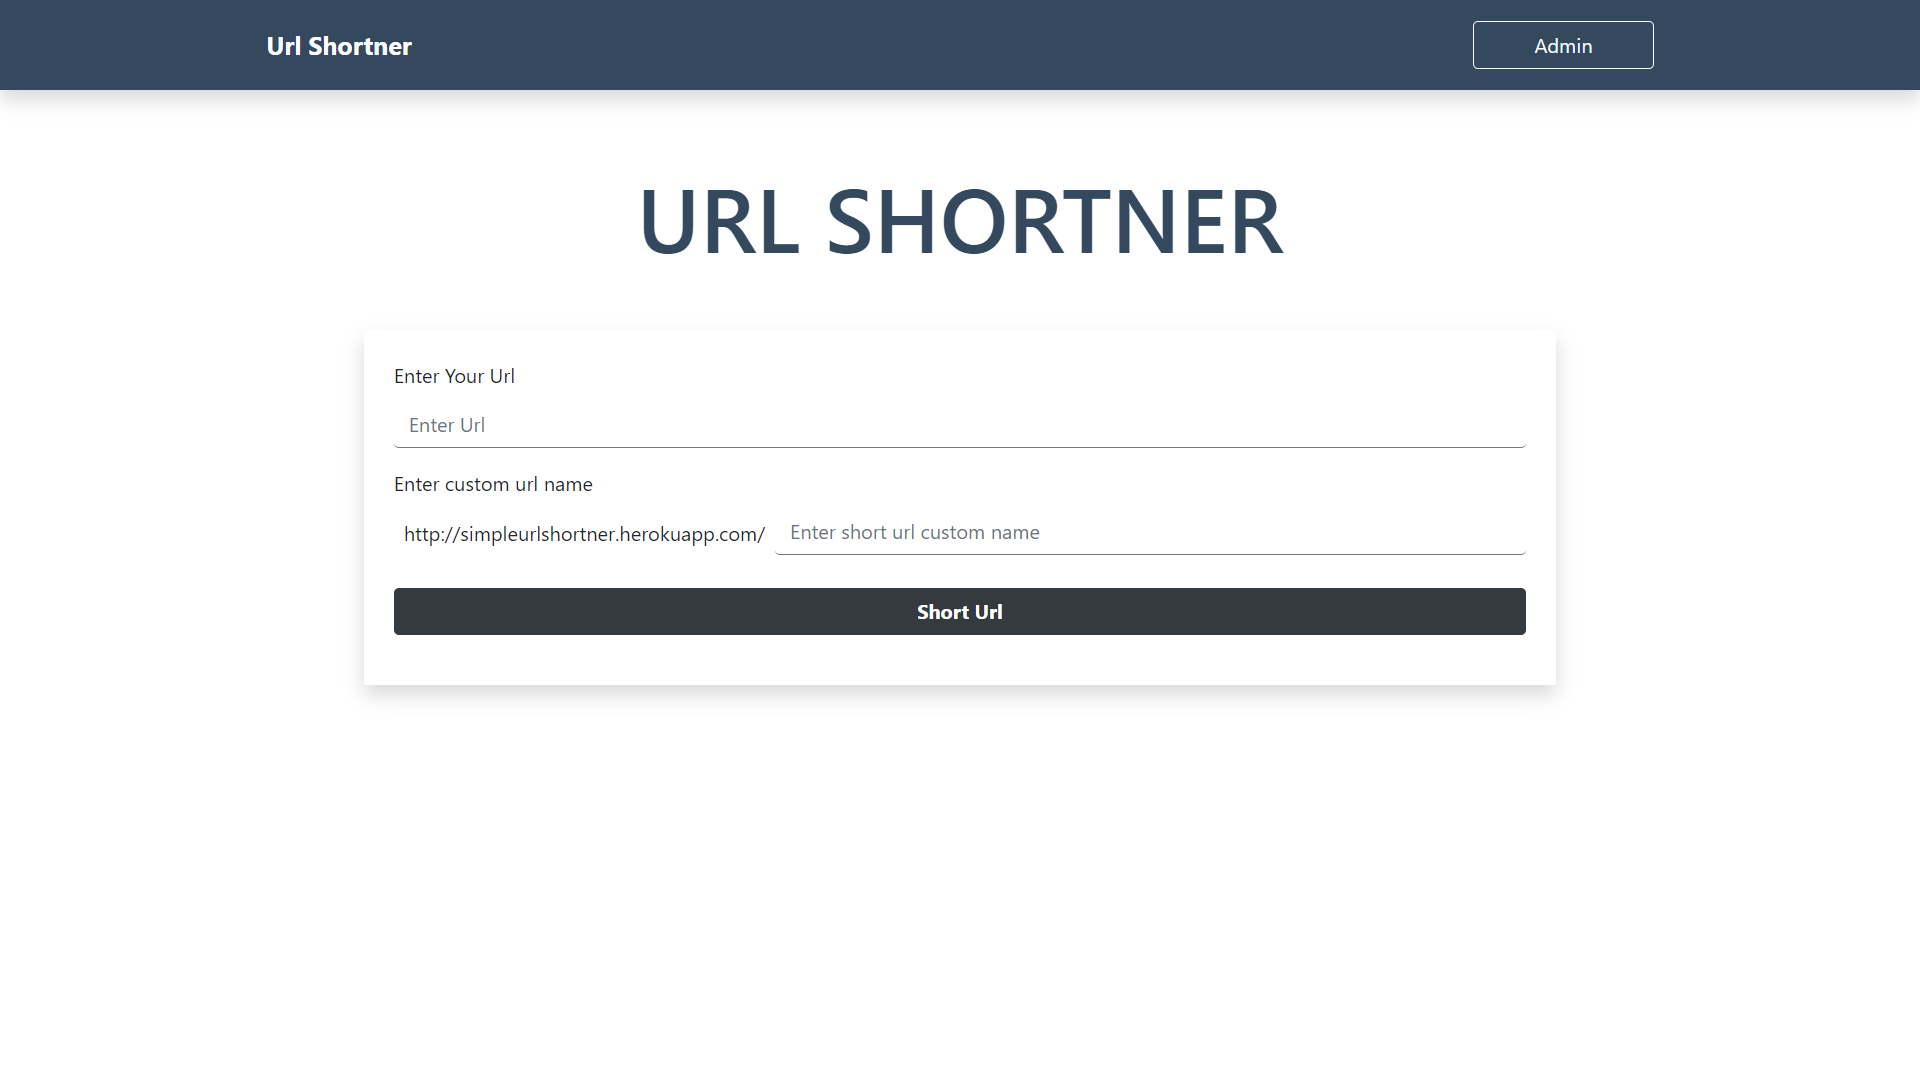 Url Shortner
Admin
URL SHORTNER
Enter Your Url
Enter Url
Enter custom url name
http://simpleurlshortner.herokuapp.com/ Enter short url custom name
Short Url